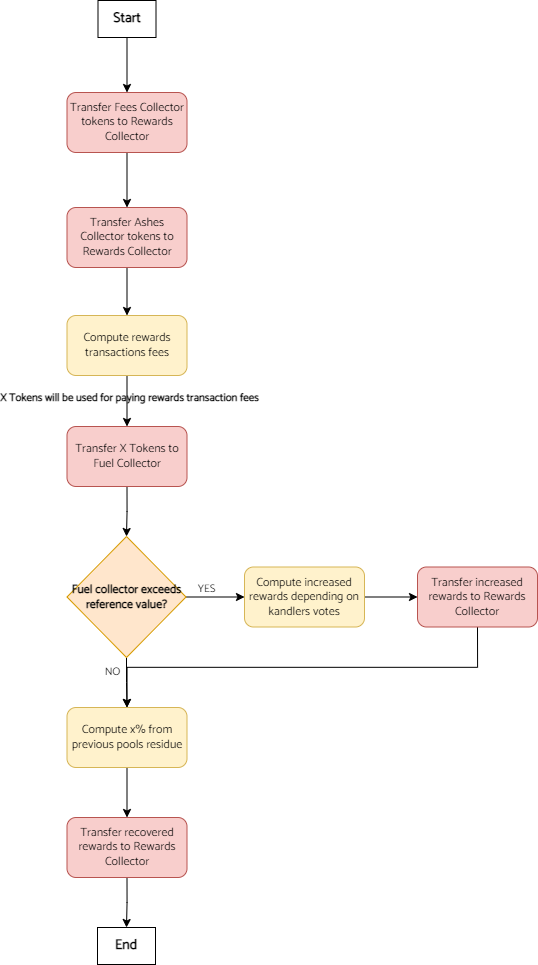 Start
Transfer Fees Collector
tokens to Rewards
Collector
Transfer Ashes
Collector tokens to
Rewards Collector
Compute rewards
transactions fees
X Tokens will be used for paying rewards transaction fees
Transfer X Tokens to
Fuel Collector
Fuel collector exceeds
reference value?
YES
Compute increased
rewards depending on
kandlers votes
Transfer increased
rewards to Rewards
Collector
NO
Compute x% from
previous pools residue
Transfer recovered
rewards to Rewards
Collector
End